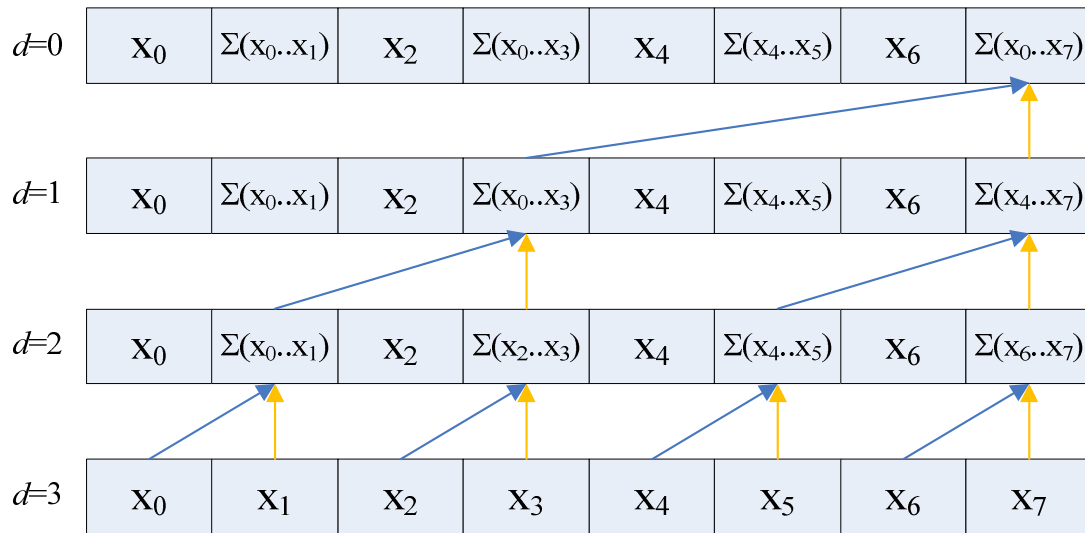 d=0 x₀ Σ(x₀..x₁) x₂ Σ(x₀..x₃) x₄ Σ(x₄..x₅) x₆ Σ(x₀..x₇)
d=1 x₀ Σ(x₀..x₁) x₂ Σ(x₀..x₃) x₄ Σ(x₄..x₅) x₆ Σ(x₄..x₇)
d=2 x₀ Σ(x₀..x₁) x₂ Σ(x₂..x₃) x₄ Σ(x₄..x₅) x₆ Σ(x₆..x₇)
d=3 x₀ x₁ x₂ x₃ x₄ x₅ x₆ x₇